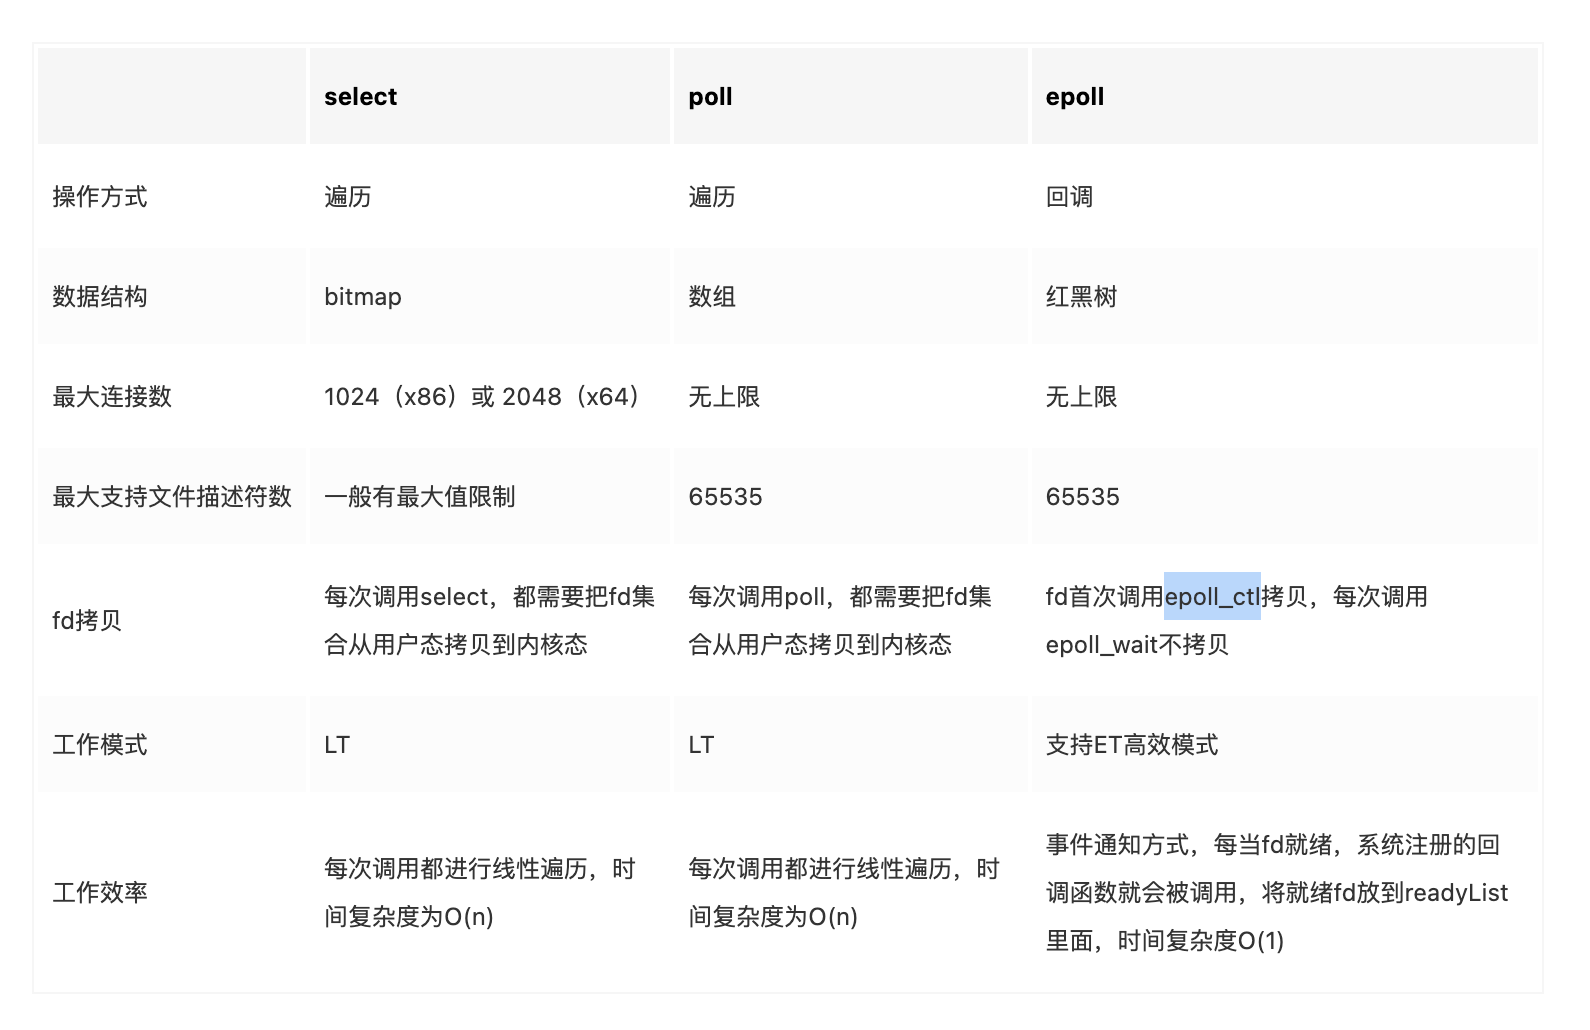 select poll epoll
操作方式 遍历 遍历 回调
数据结构 bitmap 数组 红黑树
最大连接数 1024（x86）或 2048（x64） 无上限 无上限
最大支持文件描述符数 一般有最大值限制 65535 65535
fd拷贝
每次调用select，都需要把fd集
合从用户态拷贝到内核态
每次调用poll，都需要把fd集
合从用户态拷贝到内核态
fd首次调用epoll_ctl拷贝，每次调用
epoll_wait不拷贝
工作模式 LT LT 支持ET高效模式
工作效率
每次调用都进行线性遍历，时
间复杂度为O(n)
每次调用都进行线性遍历，时
间复杂度为O(n)
事件通知方式，每当fd就绪，系统注册的回
调函数就会被调用，将就绪fd放到readyList
里面，时间复杂度O(1)